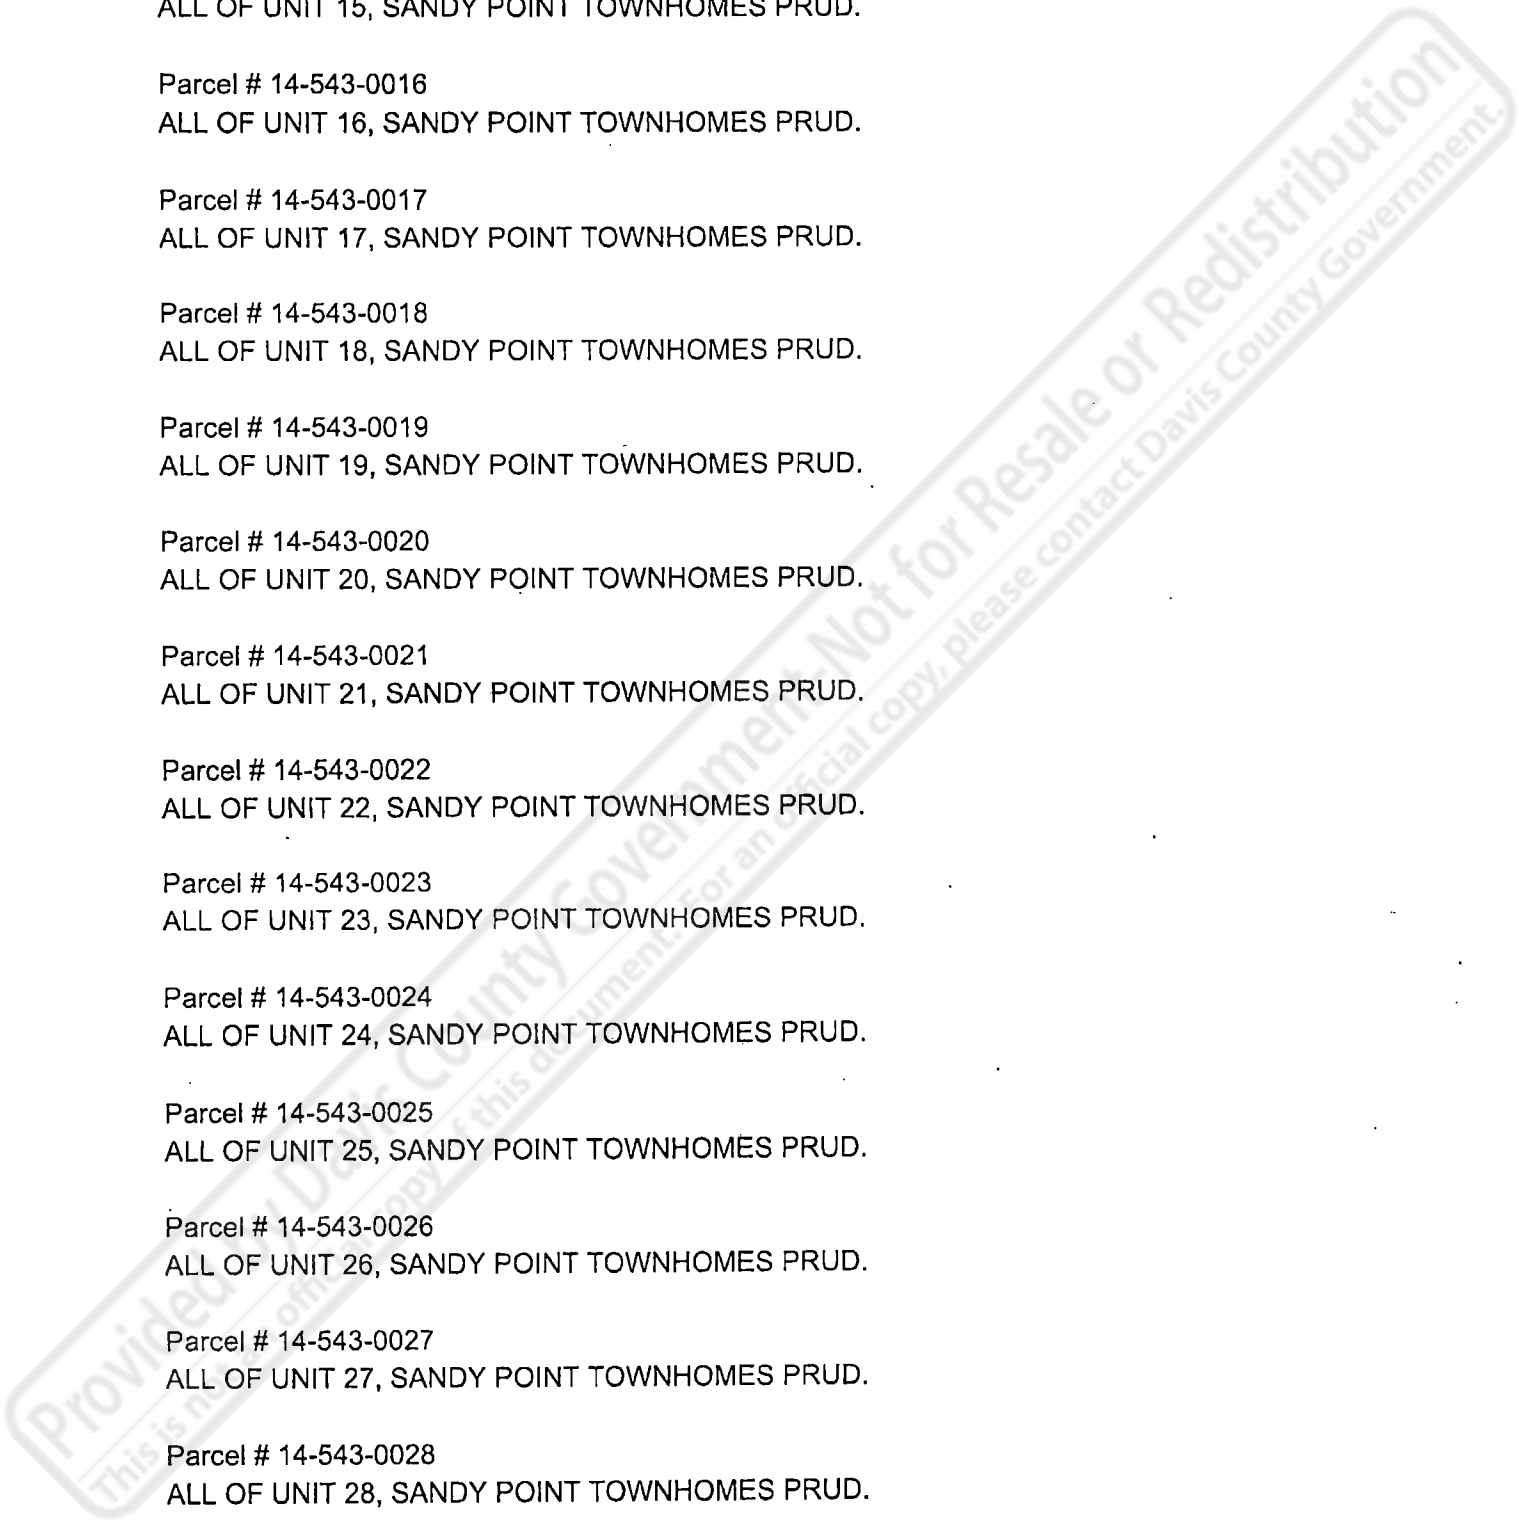 ALL OF UNIT 15, SANDY POINT TOWNHOMES PRUD.
Parcel # 14-543-0016
ALL OF UNIT 16, SANDY POINT TOWNHOMES PRUD.
Parcel # 14-543-0017
ALL OF UNIT 17, SANDY POINT TOWNHOMES PRUD.
Parcel # 14-543-0018
ALL OF UNIT 18, SANDY POINT TOWNHOMES PRUD.
Parcel # 14-543-0019
ALL OF UNIT 19, SANDY POINT TOWNHOMES PRUD.
Parcel # 14-543-0020
ALL OF UNIT 20, SANDY POINT TOWNHOMES PRUD.
Parcel # 14-543-0021
ALL OF UNIT 21, SANDY POINT TOWNHOMES PRUD.
Parcel # 14-543-0022
ALL OF UNIT 22, SANDY POINT TOWNHOMES PRUD.
Parcel # 14-543-0023
ALL OF UNIT 23, SANDY POINT TOWNHOMES PRUD.
Parcel # 14-543-0024
ALL OF UNIT 24, SANDY POINT TOWNHOMES PRUD.
Parcel # 14-543-0025
ALL OF UNIT 25, SANDY POINT TOWNHOMES PRUD.
Parcel # 14-543-0026
ALL OF UNIT 26, SANDY POINT TOWNHOMES PRUD.
Parcel # 14-543-0027
ALL OF UNIT 27, SANDY POINT TOWNHOMES PRUD.
Parcel # 14-543-0028
ALL OF UNIT 28, SANDY POINT TOWNHOMES PRUD.
Provided by Davis County Government-Not for Resale or Redistribution
This is not an official copy of this document. For an official copy, please contact Davis County Government.